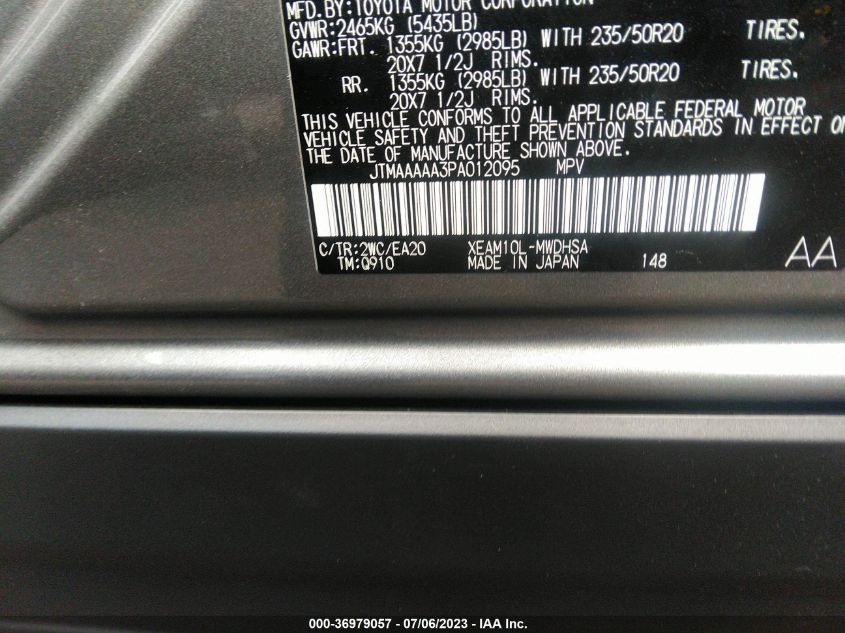 MFD.BY:TOYOTA MOTOR CORPORATION
GVWR:2465KG (5435LB)
GAWR:FRT. 1355KG (2985LB) WITH 235/50R20 TIRES.
20X7 1/2J RIMS.
RR. 1355KG (2985LB) WITH 235/50R20 TIRES.
20X7 1/2J RIMS.
THIS VEHICLE CONFORMS TO ALL APPLICABLE FEDERAL MOTOR
VEHICLE SAFETY AND THEFT PREVENTION STANDARDS IN EFFECT ON
THE DATE OF MANUFACTURE SHOWN ABOVE.
JTMAAAAA3PA012095 MPV
C/TR:2WC/EA20 XEAM10L-MWDHSA AA
TM:Q910 MADE IN JAPAN 148
000-36979057 - 07/06/2023 - IAA Inc.